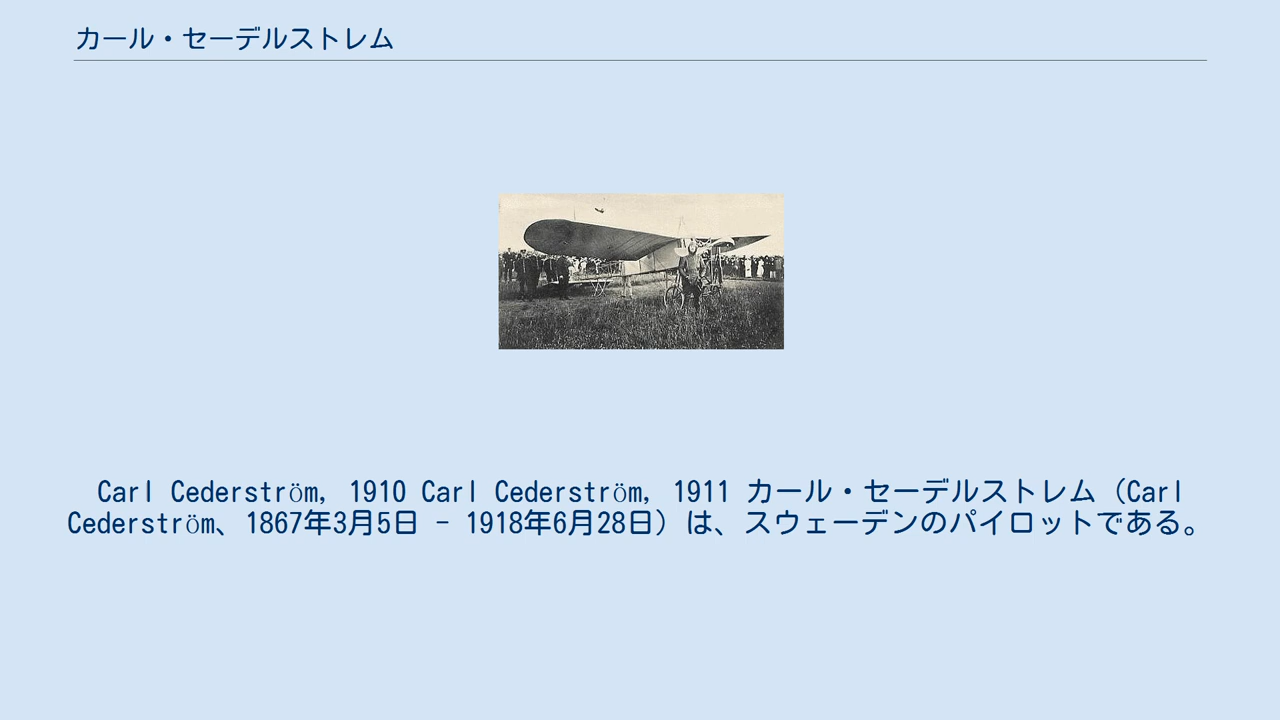 カール・セーデルストレム
Carl Cederström, 1910 Carl Cederström, 1911 カール・セーデルストレム（Carl
Cederström、1867年3月5日 - 1918年6月28日）は、スウェーデンのパイロットである。